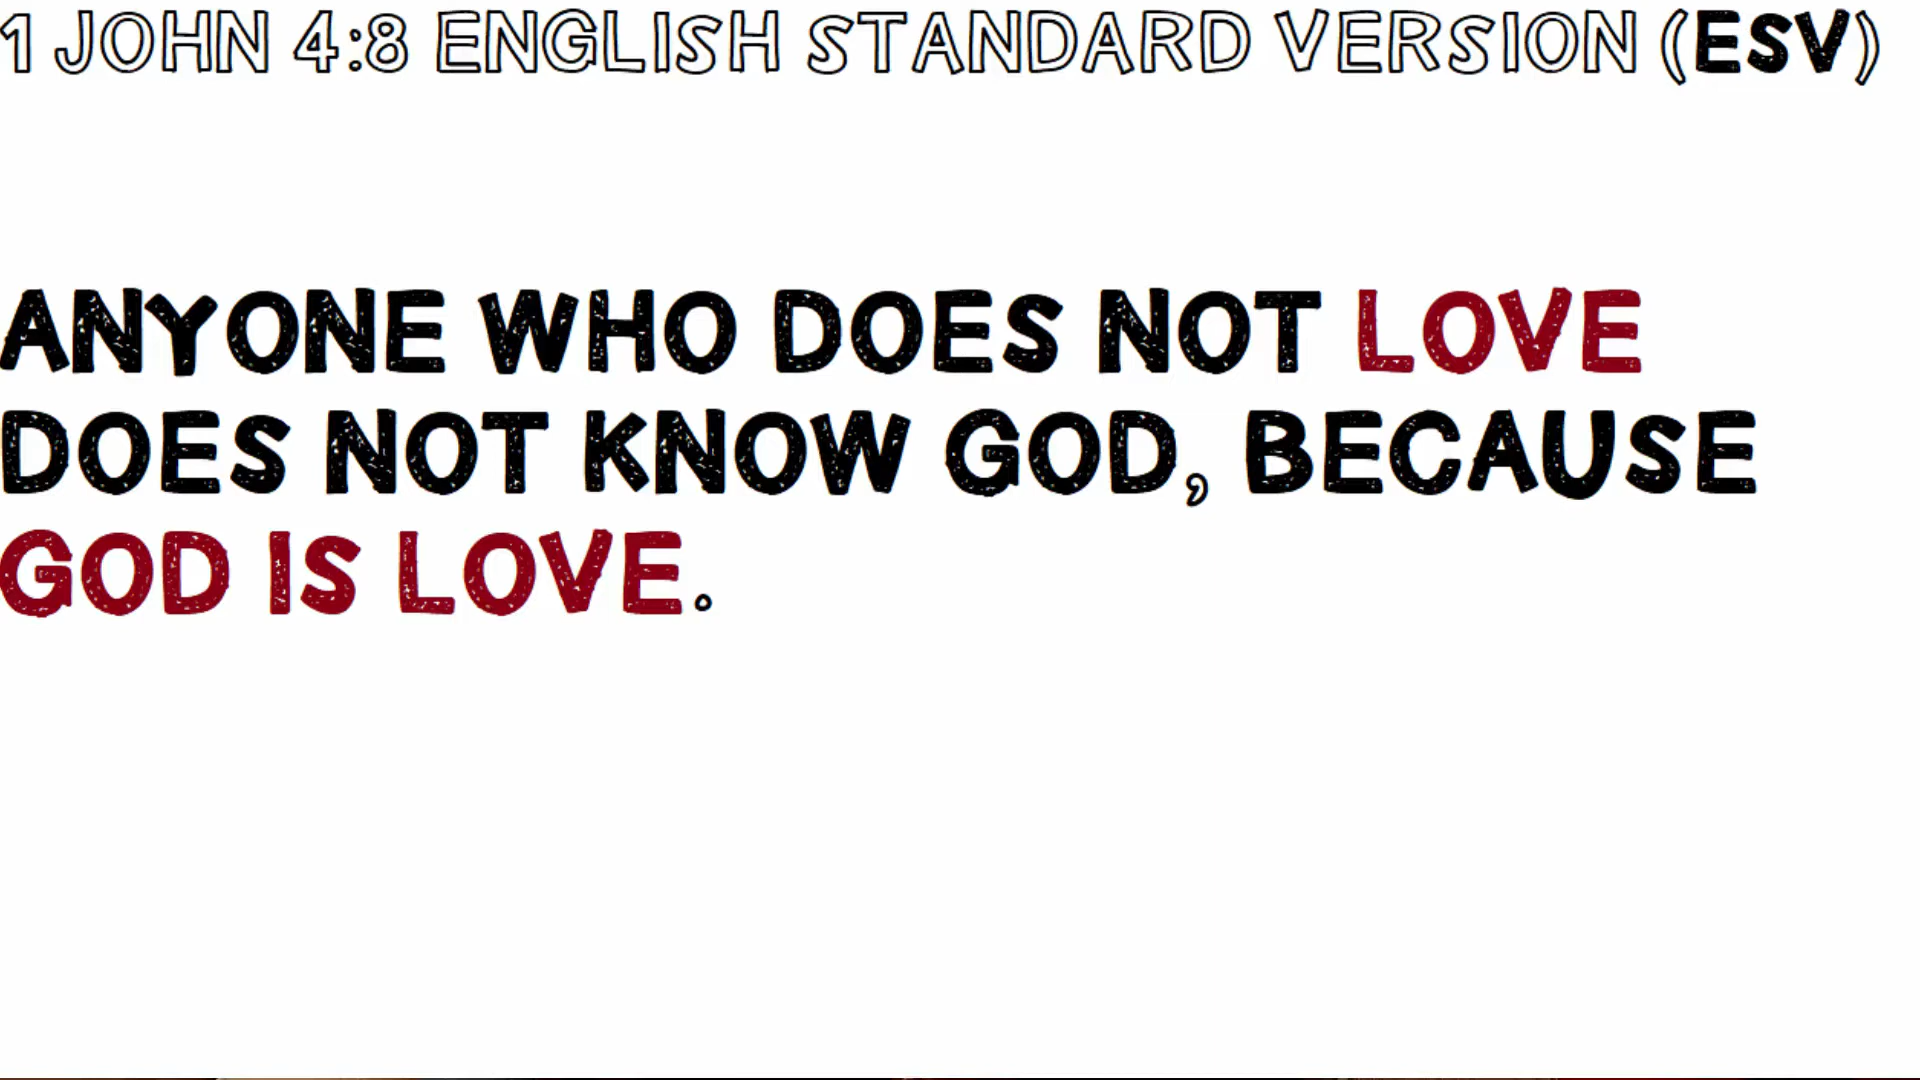 1 JOHN 4:8 ENGLISH STANDARD VERSION (ESV)
ANYONE WHO DOES NOT LOVE
DOES NOT KNOW GOD, BECAUSE
GOD IS LOVE.